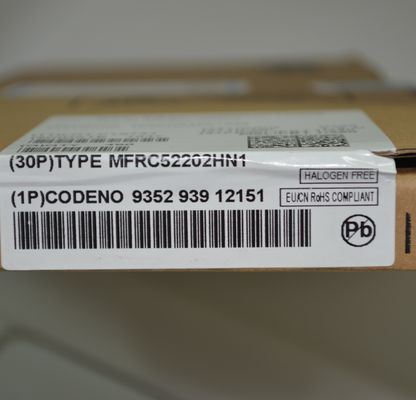 (30P)TYPE MFRC52202HN1
HALOGEN FREE
(1P)CODENO 9352 939 12151
EU/CN RoHS COMPLIANT
Pb